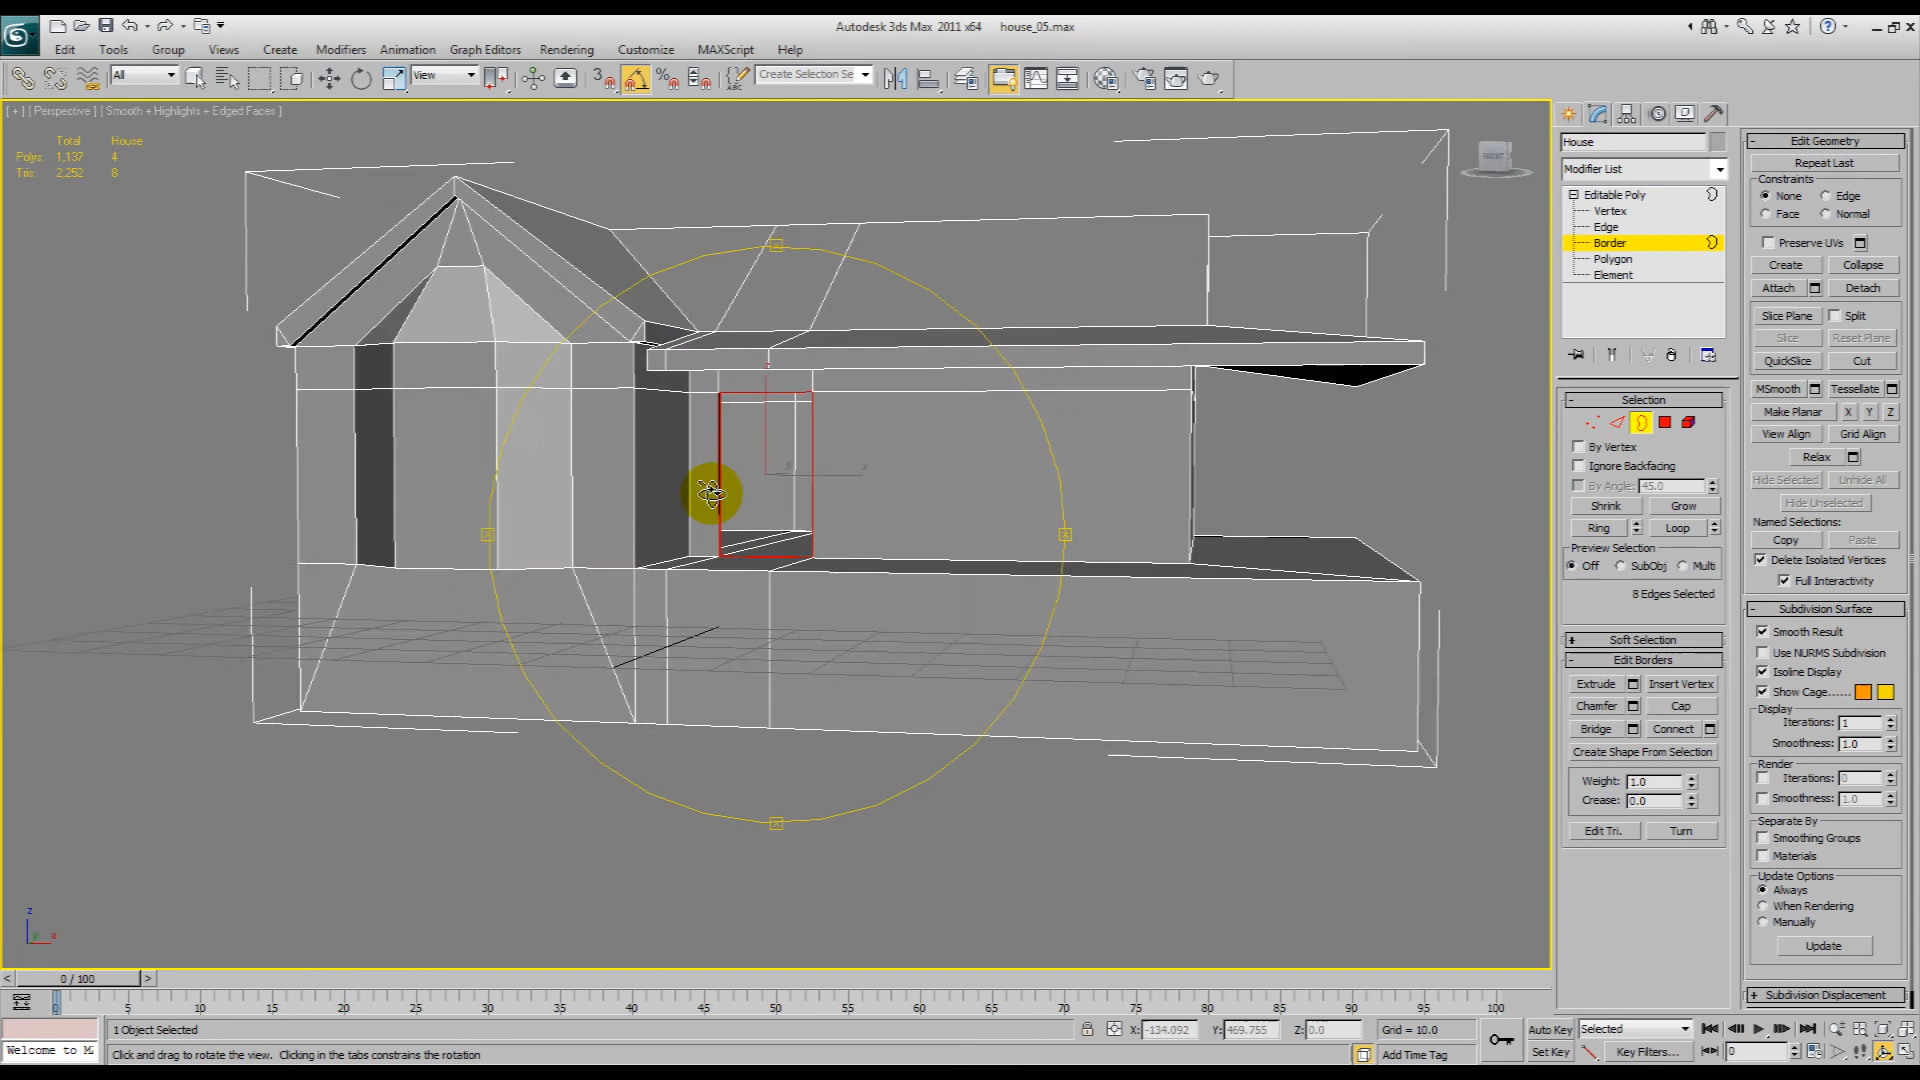 Autodesk 3ds Max 2011 x64 house_05.max
Edit Tools Group Views Create Modifiers Animation Graph Editors Rendering Customize MAXScript Help
All View 3 % ABC Create Selection Se
[ + ] [ Perspective ] [ Smooth + Highlights + Edged Faces ]
Total House
Polys: 1,137 4
Tris: 2,252 8
FRONT
x
z
x
y
House
Modifier List
Editable Poly
Vertex
Edge
Border
Polygon
Element
- Selection
By Vertex
Ignore Backfacing
By Angle: 45.0
Shrink Grow
Ring Loop
Preview Selection
Off SubObj Multi
8 Edges Selected
+ Soft Selection
- Edit Borders
Extrude Insert Vertex
Chamfer Cap
Bridge Connect
Create Shape From Selection
Weight: 1.0
Crease: 0.0
Edit Tri. Turn
- Edit Geometry
Repeat Last
Constraints
None Edge
Face Normal
Preserve UVs
Create Collapse
Attach Detach
Slice Plane Split
Slice Reset Plane
QuickSlice Cut
MSmooth Tessellate
Make Planar X Y Z
View Align Grid Align
Relax
Hide Selected Unhide All
Hide Unselected
Named Selections:
Copy Paste
Delete Isolated Vertices
Full Interactivity
- Subdivision Surface
Smooth Result
Use NURMS Subdivision
Isoline Display
Show Cage......
Display
Iterations: 1
Smoothness: 1.0
Render
Iterations: 0
Smoothness: 1.0
Separate By
Smoothing Groups
Materials
Update Options
Always
When Rendering
Manually
Update
+ Subdivision Displacement
< 0 / 100 >
0 5 10 15 20 25 30 35 40 45 50 55 60 65 70 75 80 85 90 95 100
1 Object Selected X: -134.092 Y: 469.755 Z: 0.0 Grid = 10.0 Auto Key Selected
Welcome to Click and drag to rotate the view. Clicking in the tabs constrains the rotation Add Time Tag Set Key Key Filters... 0